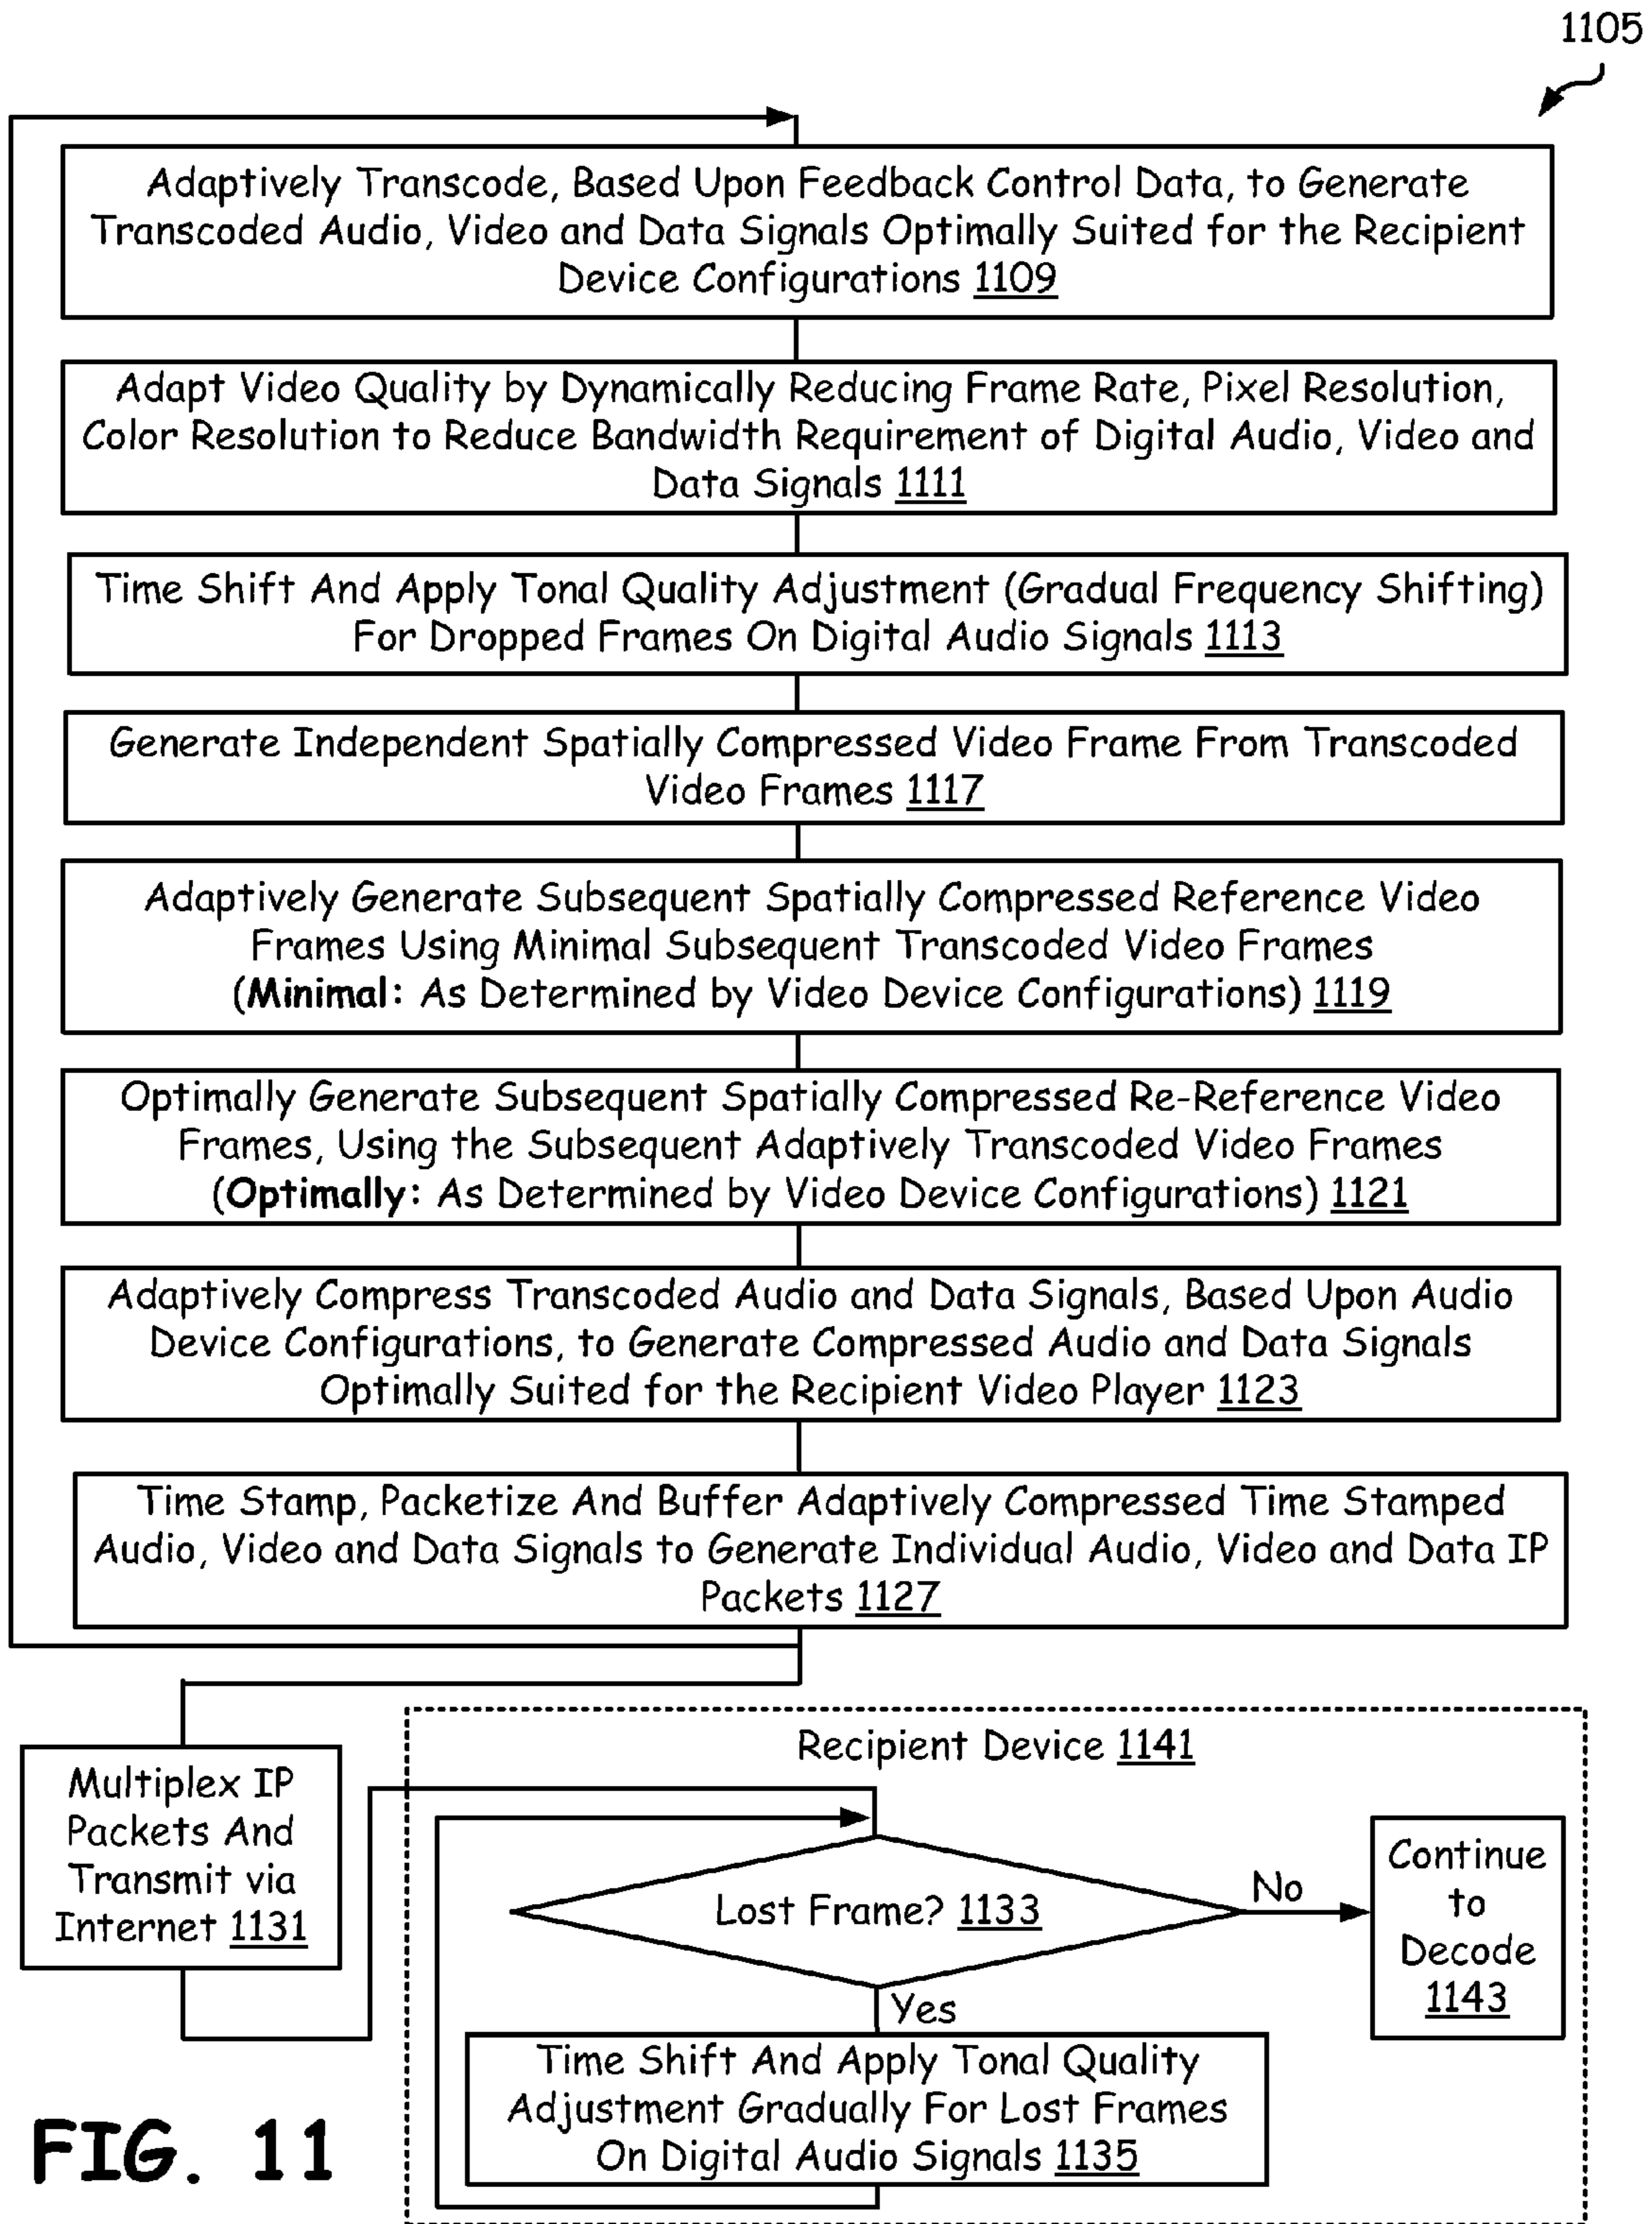 1105
Adaptively Transcode, Based Upon Feedback Control Data, to Generate
Transcoded Audio, Video and Data Signals Optimally Suited for the Recipient
Device Configurations 1109
Adapt Video Quality by Dynamically Reducing Frame Rate, Pixel Resolution,
Color Resolution to Reduce Bandwidth Requirement of Digital Audio, Video and
Data Signals 1111
Time Shift And Apply Tonal Quality Adjustment (Gradual Frequency Shifting)
For Dropped Frames On Digital Audio Signals 1113
Generate Independent Spatially Compressed Video Frame From Transcoded
Video Frames 1117
Adaptively Generate Subsequent Spatially Compressed Reference Video
Frames Using Minimal Subsequent Transcoded Video Frames
(Minimal: As Determined by Video Device Configurations) 1119
Optimally Generate Subsequent Spatially Compressed Re-Reference Video
Frames, Using the Subsequent Adaptively Transcoded Video Frames
(Optimally: As Determined by Video Device Configurations) 1121
Adaptively Compress Transcoded Audio and Data Signals, Based Upon Audio
Device Configurations, to Generate Compressed Audio and Data Signals
Optimally Suited for the Recipient Video Player 1123
Time Stamp, Packetize And Buffer Adaptively Compressed Time Stamped
Audio, Video and Data Signals to Generate Individual Audio, Video and Data IP
Packets 1127
Multiplex IP
Packets And
Transmit via
Internet 1131
Recipient Device 1141
Lost Frame? 1133
No
Continue
to
Decode
1143
Yes
Time Shift And Apply Tonal Quality
Adjustment Gradually For Lost Frames
On Digital Audio Signals 1135
FIG. 11